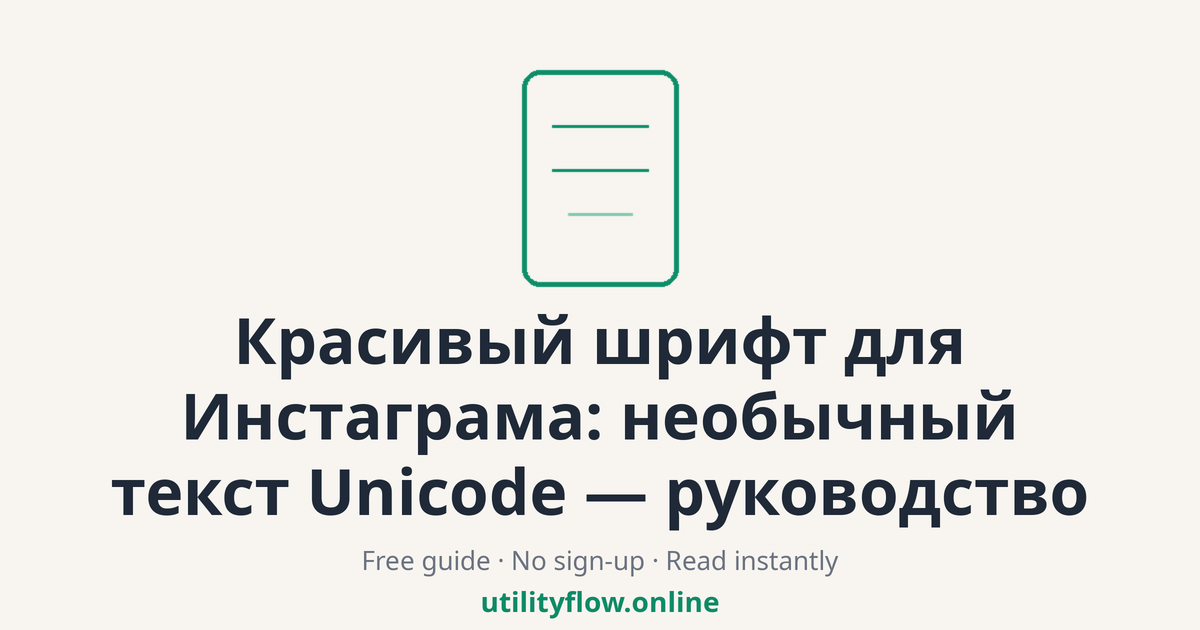 Красивый шрифт для
Инстаграма: необычный
текст Unicode — руководство
Free guide · No sign-up · Read instantly
utilityflow.online